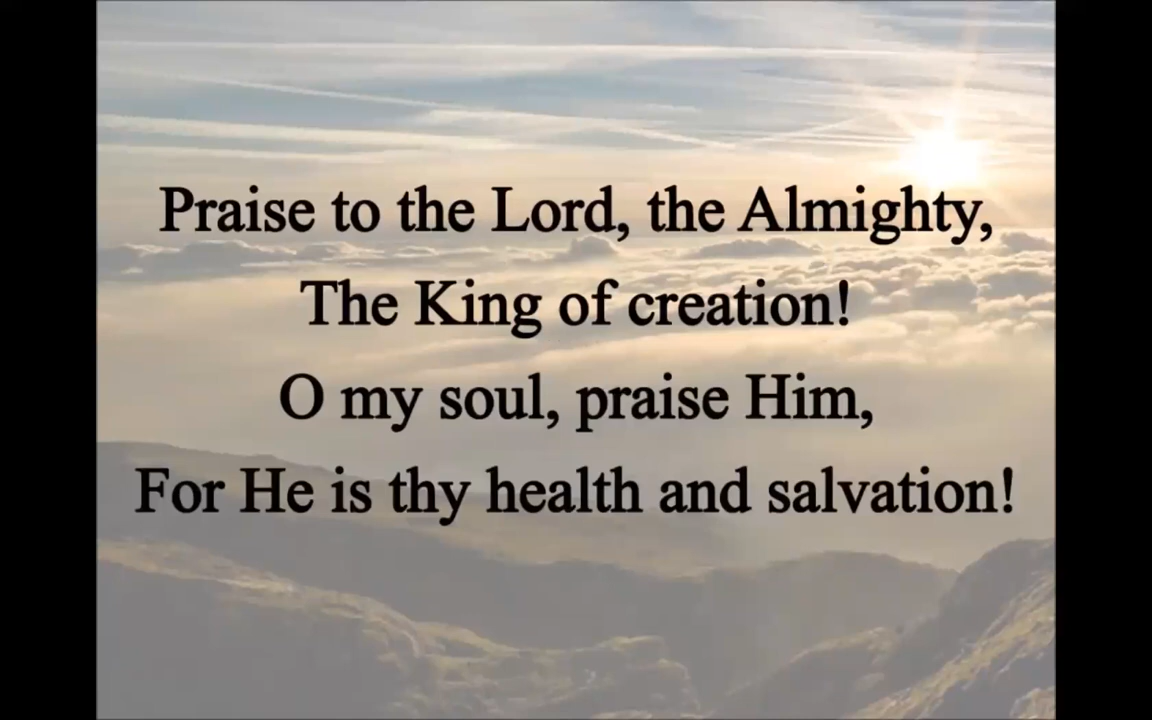 Praise to the Lord, the Almighty,
The King of creation!
O my soul, praise Him,
For He is thy health and salvation!